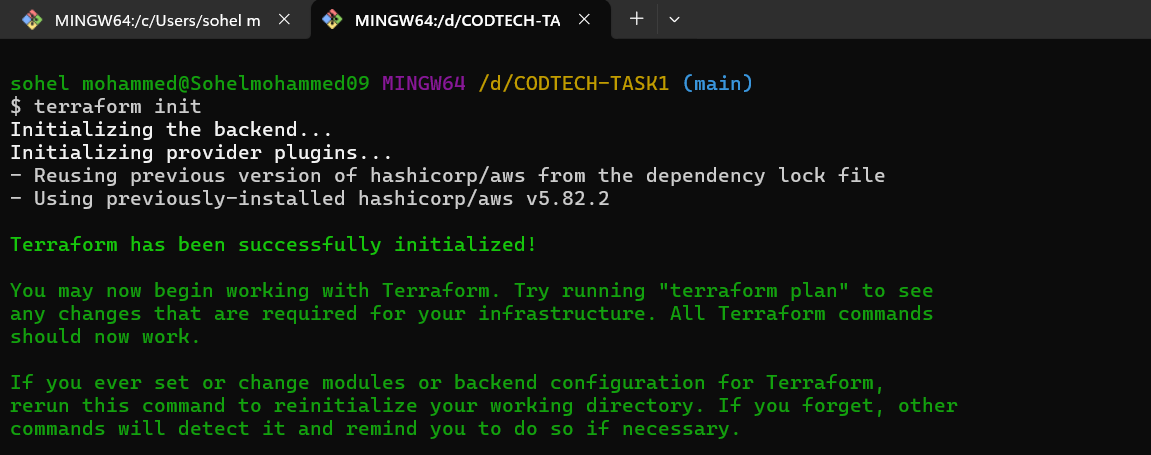 MINGW64:/c/Users/sohel m
MINGW64:/d/CODTECH-TA
sohel mohammed@Sohelmohammed09 MINGW64 /d/CODTECH-TASK1 (main)
$ terraform init
Initializing the backend...
Initializing provider plugins...
- Reusing previous version of hashicorp/aws from the dependency lock file
- Using previously-installed hashicorp/aws v5.82.2
Terraform has been successfully initialized!
You may now begin working with Terraform. Try running "terraform plan" to see
any changes that are required for your infrastructure. All Terraform commands
should now work.
If you ever set or change modules or backend configuration for Terraform,
rerun this command to reinitialize your working directory. If you forget, other
commands will detect it and remind you to do so if necessary.